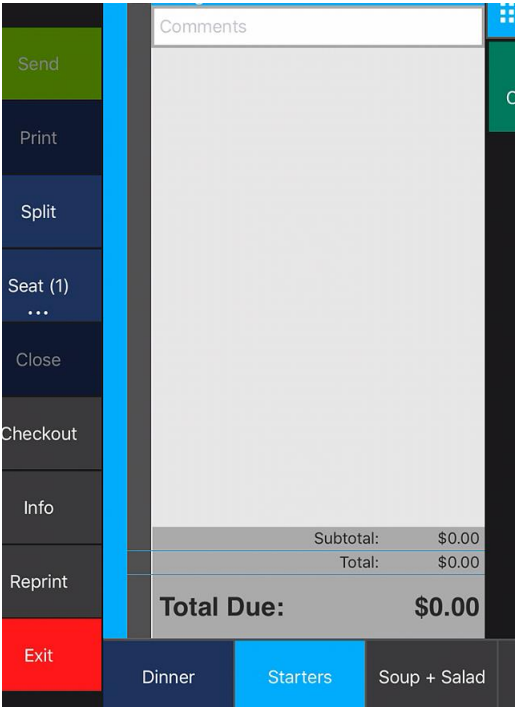 Comments
Send
Print
Split
Seat (1)
...
Close
Checkout
Info
Reprint
Exit
Subtotal: $0.00
Total: $0.00
Total Due: $0.00
Dinner
Starters
Soup + Salad